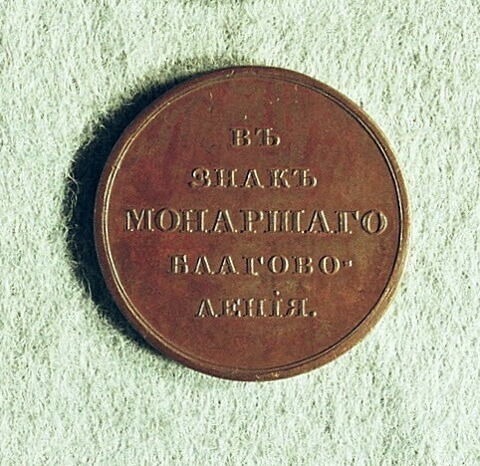 ВЪ
ЗНАКЪ
МОНАРШАГО
БЛАГОВО-
ЛЕНІЯ.